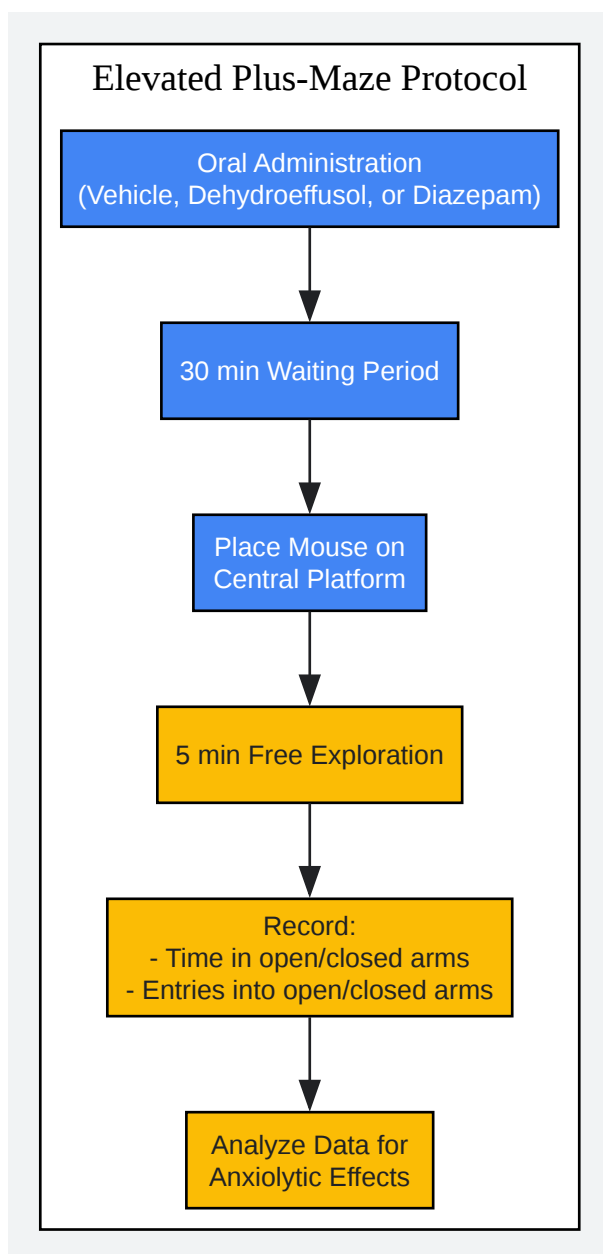 Elevated Plus-Maze Protocol
Oral Administration
(Vehicle, Dehydroeffusol, or Diazepam)
30 min Waiting Period
Place Mouse on
Central Platform
5 min Free Exploration
Record:
- Time in open/closed arms
- Entries into open/closed arms
Analyze Data for
Anxiolytic Effects